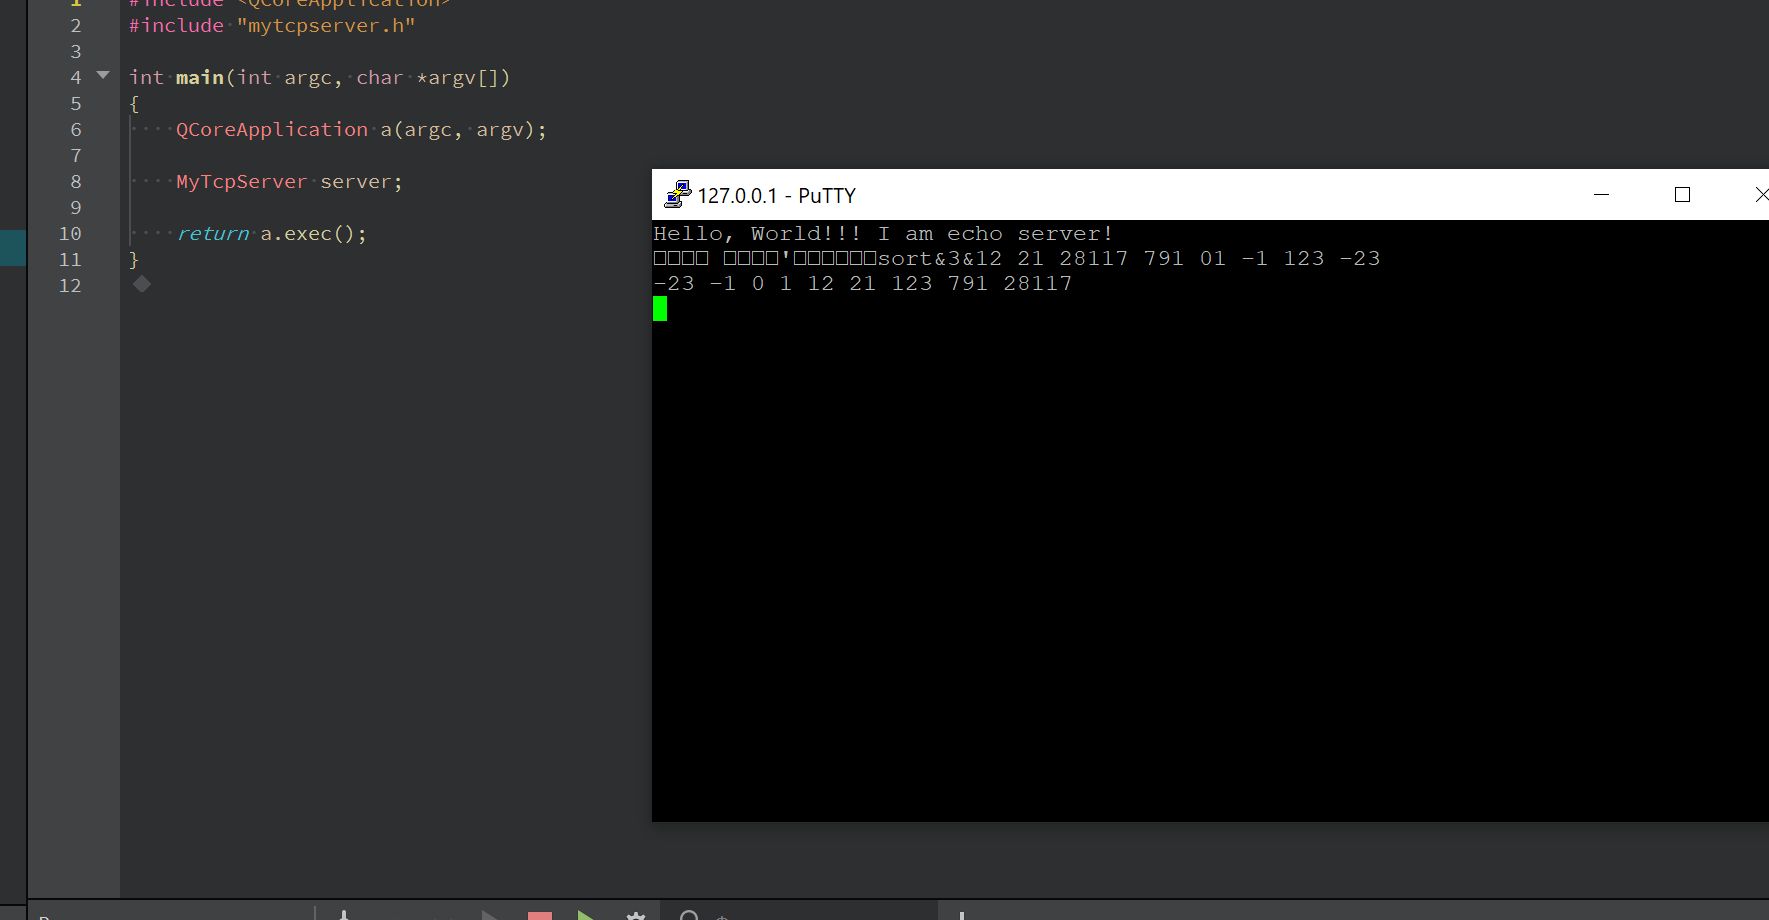 1 #include <QCoreApplication>
2 #include "mytcpserver.h"
3
4 int main(int argc, char *argv[])
5 {
6 QCoreApplication a(argc, argv);
7
8 MyTcpServer server;
9
10 return a.exec();
11 }
12
127.0.0.1 - PuTTY
Hello, World!!! I am echo server!
□□□□ □□□□'□□□□□□sort&3&12 21 28117 791 01 -1 123 -23
-23 -1 0 1 12 21 123 791 28117